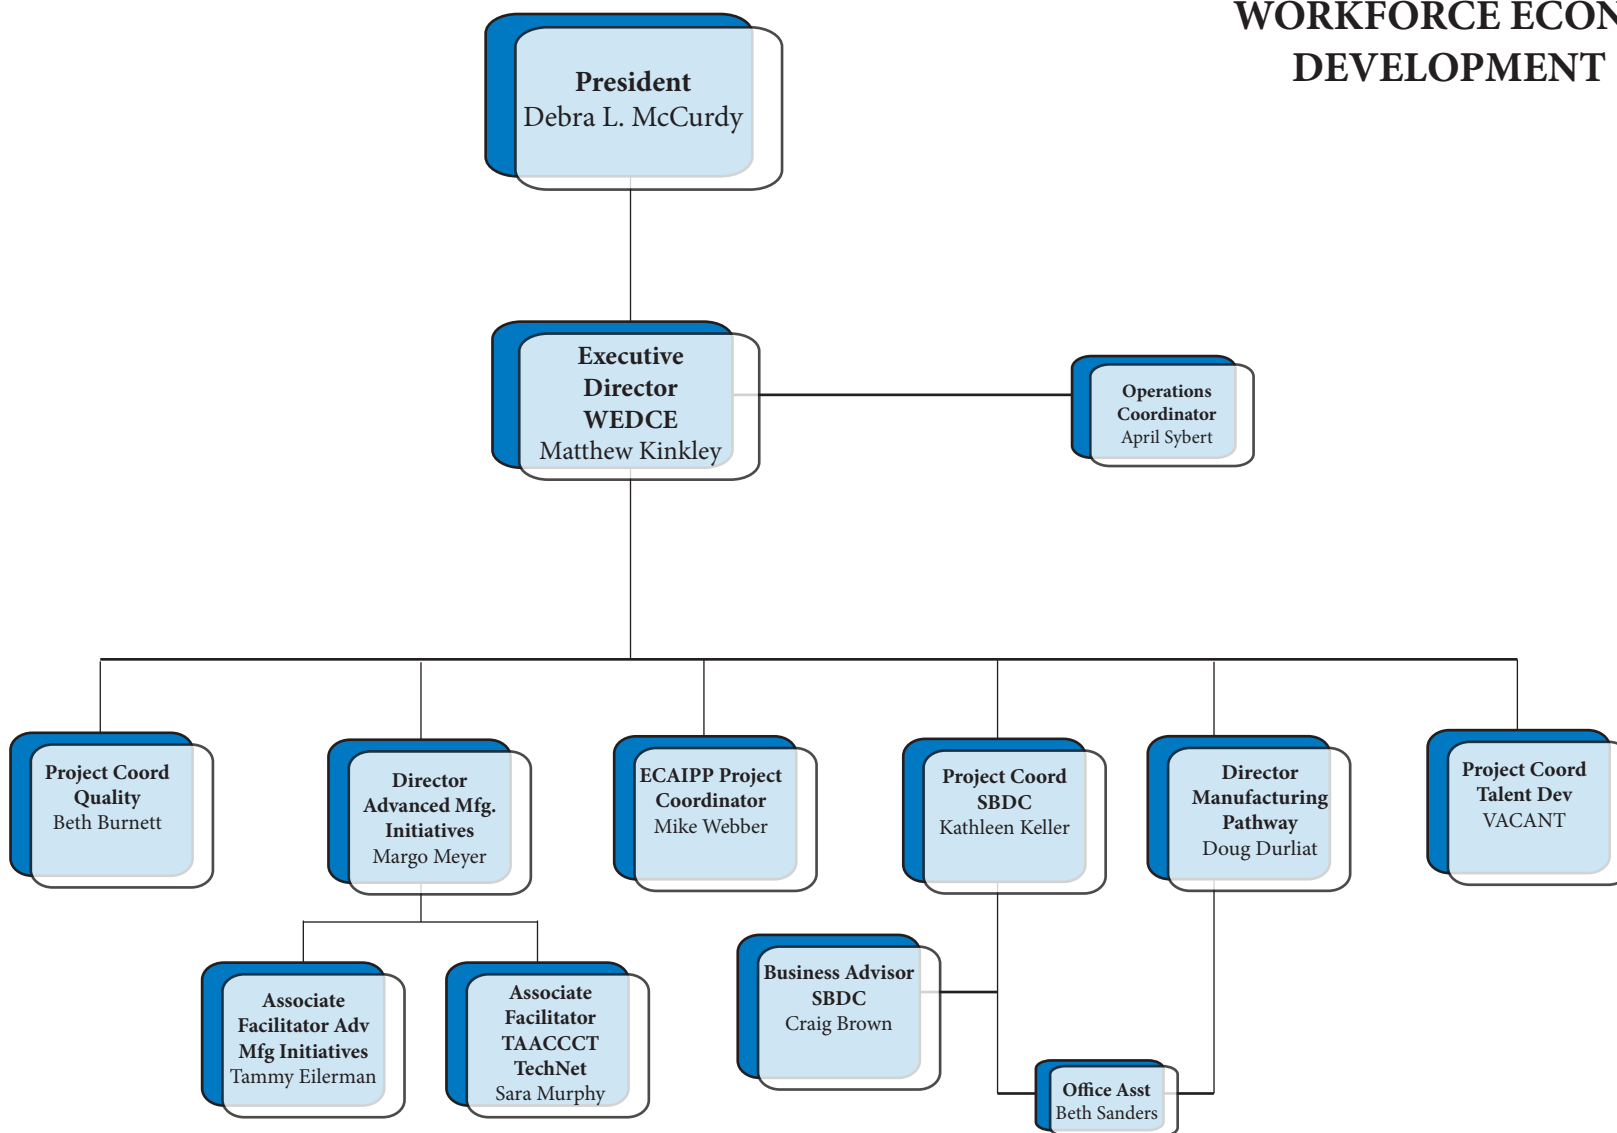 WORKFORCE ECON
DEVELOPMENT
President
Debra L. McCurdy
Executive
Director
WEDCE
Matthew Kinkley
Operations
Coordinator
April Sybert
Project Coord
Quality
Beth Burnett
Director
Advanced Mfg.
Initiatives
Margo Meyer
ECAIPP Project
Coordinator
Mike Webber
Project Coord
SBDC
Kathleen Keller
Director
Manufacturing
Pathway
Doug Durliat
Project Coord
Talent Dev
VACANT
Associate
Facilitator Adv
Mfg Initiatives
Tammy Eilerman
Associate
Facilitator
TAACCCT
TechNet
Sara Murphy
Business Advisor
SBDC
Craig Brown
Office Asst
Beth Sanders